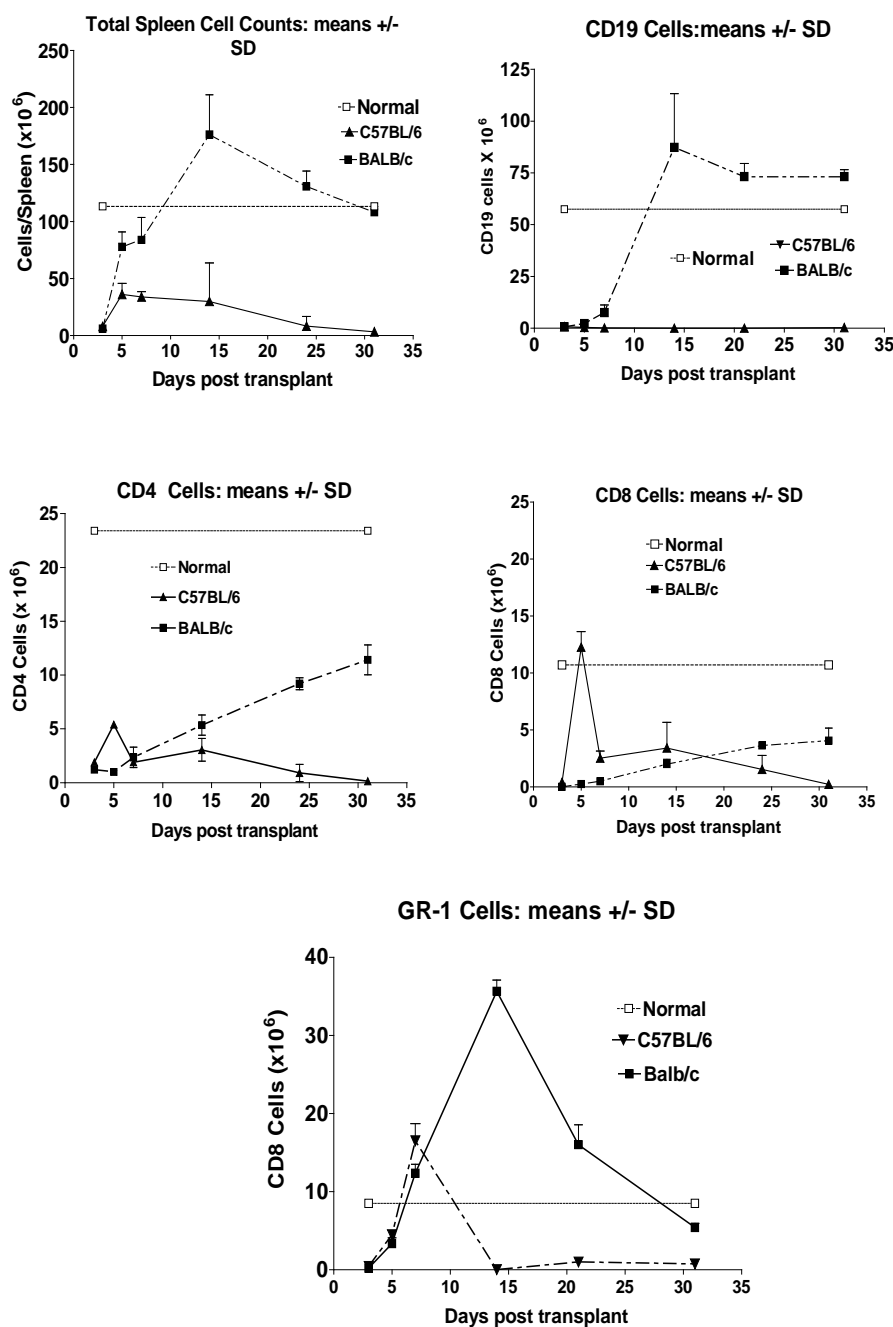 Total Spleen Cell Counts: means +/-
SD
250
200
150
100
50
0
Cells/Spleen (x10⁶)
Normal
C57BL/6
BALB/c
0 5 10 15 20 25 30 35
Days post transplant
CD19 Cells:means +/- SD
125
100
75
50
25
0
CD19 cells X 10⁶
Normal
C57BL/6
BALB/c
0 5 10 15 20 25 30 35
Days post transplant
CD4 Cells: means +/- SD
25
20
15
10
5
0
CD4 Cells (x 10⁶)
Normal
C57BL/6
BALB/c
0 5 10 15 20 25 30 35
Days post transplant
CD8 Cells: means +/- SD
25
20
15
10
5
0
CD8 Cells (x10⁶)
Normal
C57BL/6
BALB/c
0 5 10 15 20 25 30 35
Days post transplant
GR-1 Cells: means +/- SD
40
30
20
10
0
CD8 Cells (x10⁶)
Normal
C57BL/6
Balb/c
0 5 10 15 20 25 30 35
Days post transplant